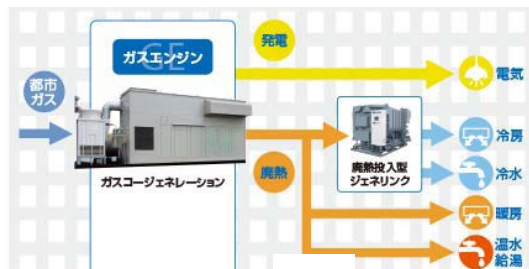 発電
ガスエンジン
GE
電気
都市
ガス
冷房
廃熱投入型
ジェネリンク
冷水
ガスコージェネレーション
廃熱
暖房
温水
給湯